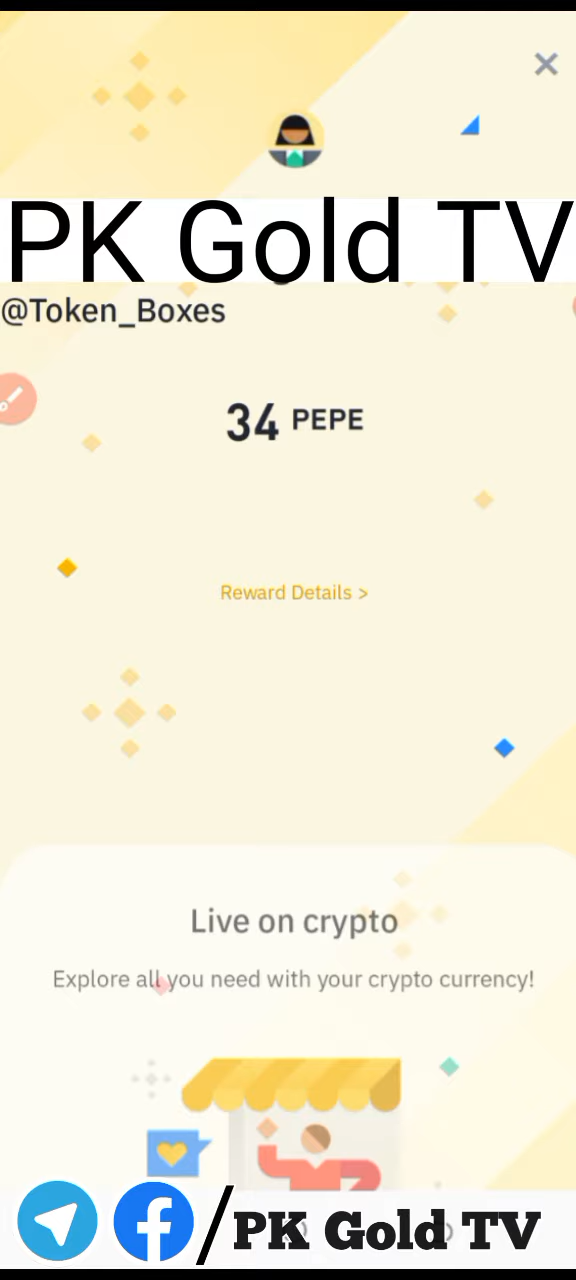 PK Gold TV
@Token_Boxes
34 PEPE
Reward Details >
Live on crypto
Explore all you need with your crypto currency!
/PK Gold TV